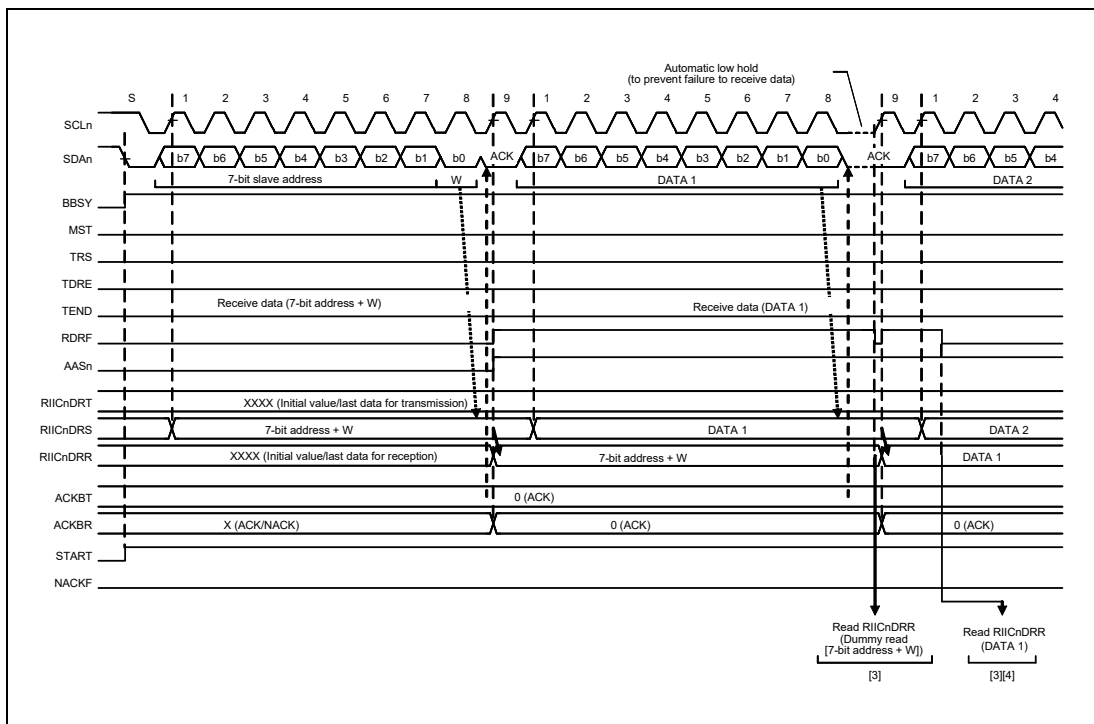 Automatic low hold
(to prevent failure to receive data)
S 1 2 3 4 5 6 7 8 9 1 2 3 4 5 6 7 8 9 1 2 3 4
SCLn
SDAn b7 b6 b5 b4 b3 b2 b1 b0 ACK b7 b6 b5 b4 b3 b2 b1 b0 ACK b7 b6 b5 b4
7-bit slave address W DATA 1 DATA 2
BBSY
MST
TRS
TDRE
TEND Receive data (7-bit address + W) Receive data (DATA 1)
RDRF
AASn
RIICnDRT XXXX (Initial value/last data for transmission)
RIICnDRS 7-bit address + W DATA 1 DATA 2
RIICnDRR XXXX (Initial value/last data for reception) 7-bit address + W DATA 1
ACKBT 0 (ACK)
ACKBR X (ACK/NACK) 0 (ACK) 0 (ACK)
START
NACKF
Read RIICnDRR
(Dummy read
[7-bit address + W])
[3]
Read RIICnDRR
(DATA 1)
[3][4]